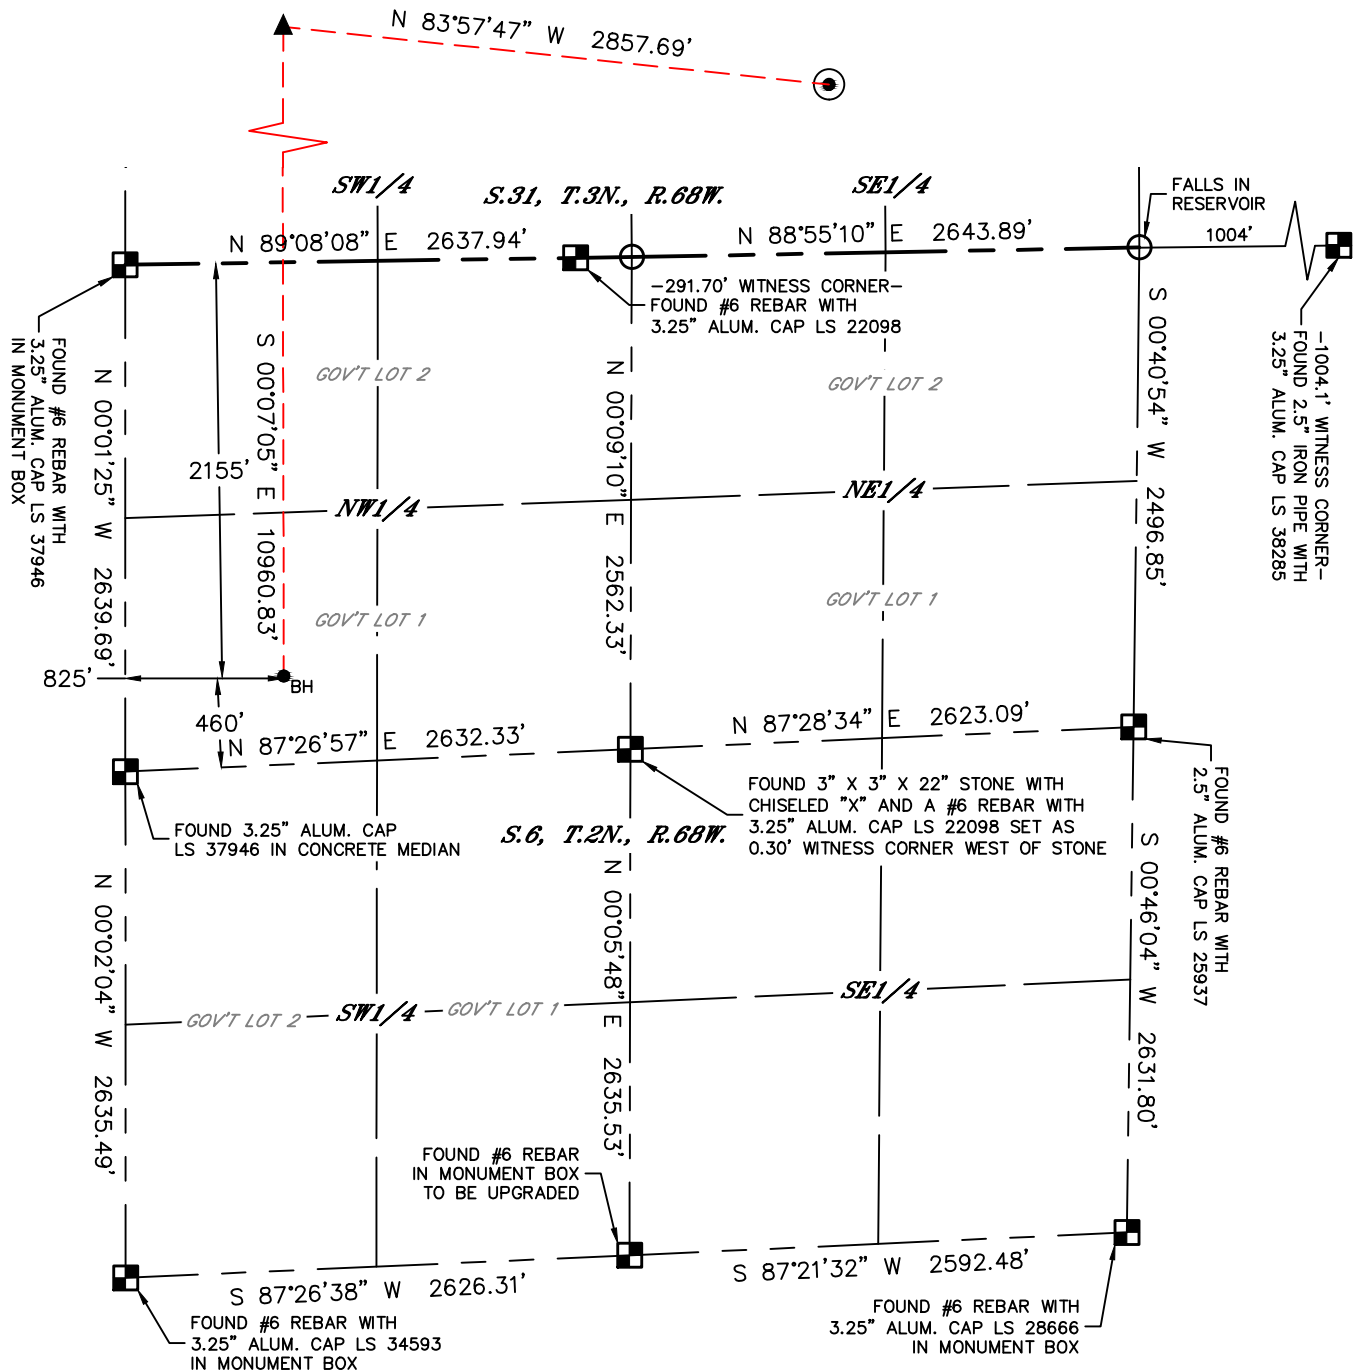 N 83°57'47" W 2857.69'
SW1/4
S.31, T.3N., R.68W.
SE1/4
FALLS IN
RESERVOIR
N 89°08'08" E 2637.94'
N 88°55'10" E 2643.89'
1004'
-291.70' WITNESS CORNER-
FOUND #6 REBAR WITH
3.25" ALUM. CAP LS 22098
-1004.1' WITNESS CORNER-
FOUND 2.5" IRON PIPE WITH
3.25" ALUM. CAP LS 38285
FOUND #6 REBAR WITH
3.25" ALUM. CAP LS 37946
IN MONUMENT BOX
N 00°01'25" W 2639.69'
2155'
S 00°07'05" E 10960.83'
GOV'T LOT 2
N 00°09'10" E 2562.33'
GOV'T LOT 2
S 00°40'54" W 2496.85'
NW1/4
NE1/4
GOV'T LOT 1
GOV'T LOT 1
825'
BH
460'
N 87°26'57" E 2632.33'
N 87°28'34" E 2623.09'
FOUND 3.25" ALUM. CAP
LS 37946 IN CONCRETE MEDIAN
S.6, T.2N., R.68W.
FOUND 3" X 3" X 22" STONE WITH
CHISELED "X" AND A #6 REBAR WITH
3.25" ALUM. CAP LS 22098 SET AS
0.30' WITNESS CORNER WEST OF STONE
FOUND #6 REBAR WITH
2.5" ALUM. CAP LS 25937
N 00°02'04" W 2635.49'
N 00°05'48" E 2635.53'
S 00°46'04" W 2631.80'
GOV'T LOT 2
SW1/4
GOV'T LOT 1
SE1/4
FOUND #6 REBAR
IN MONUMENT BOX
TO BE UPGRADED
S 87°26'38" W 2626.31'
S 87°21'32" W 2592.48'
FOUND #6 REBAR WITH
3.25" ALUM. CAP LS 34593
IN MONUMENT BOX
FOUND #6 REBAR WITH
3.25" ALUM. CAP LS 28666
IN MONUMENT BOX